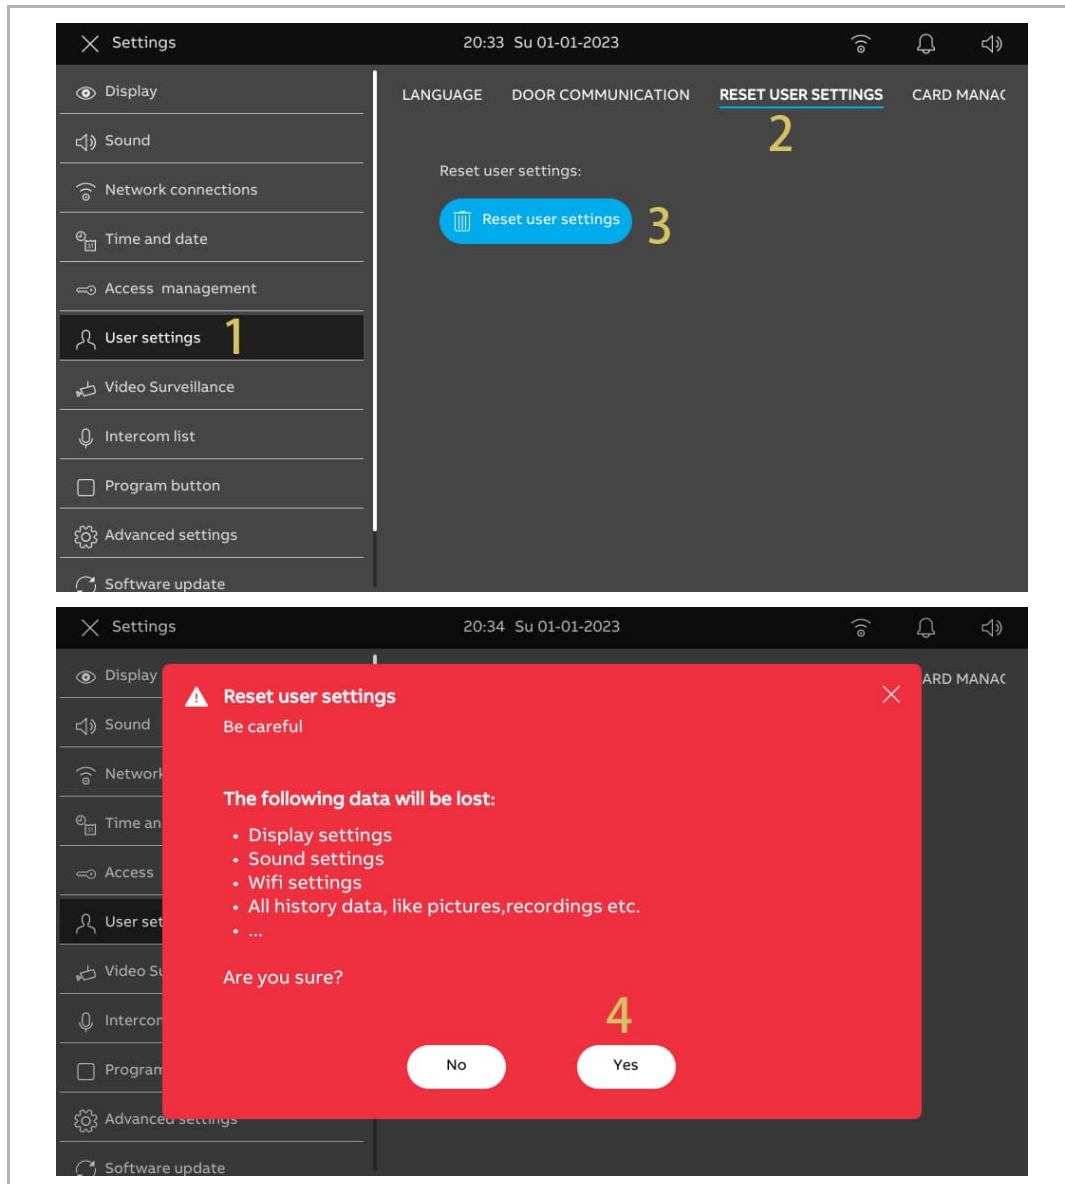 Settings 20:33 Su 01-01-2023
Display
LANGUAGE DOOR COMMUNICATION RESET USER SETTINGS CARD MANAG
2
Sound
Reset user settings:
Network connections
Reset user settings 3
Time and date
Access management
User settings 1
Video Surveillance
Intercom list
Program button
Advanced settings
Software update
Settings 20:34 Su 01-01-2023
Display
ARD MANAG
Reset user settings
Be careful
Sound
Network
The following data will be lost:
Time an
• Display settings
• Sound settings
Access
• Wifi settings
• All history data, like pictures,recordings etc.
User set
• ...
Video Su
Are you sure?
Intercon
4
Program
No Yes
Advanced settings
Software update